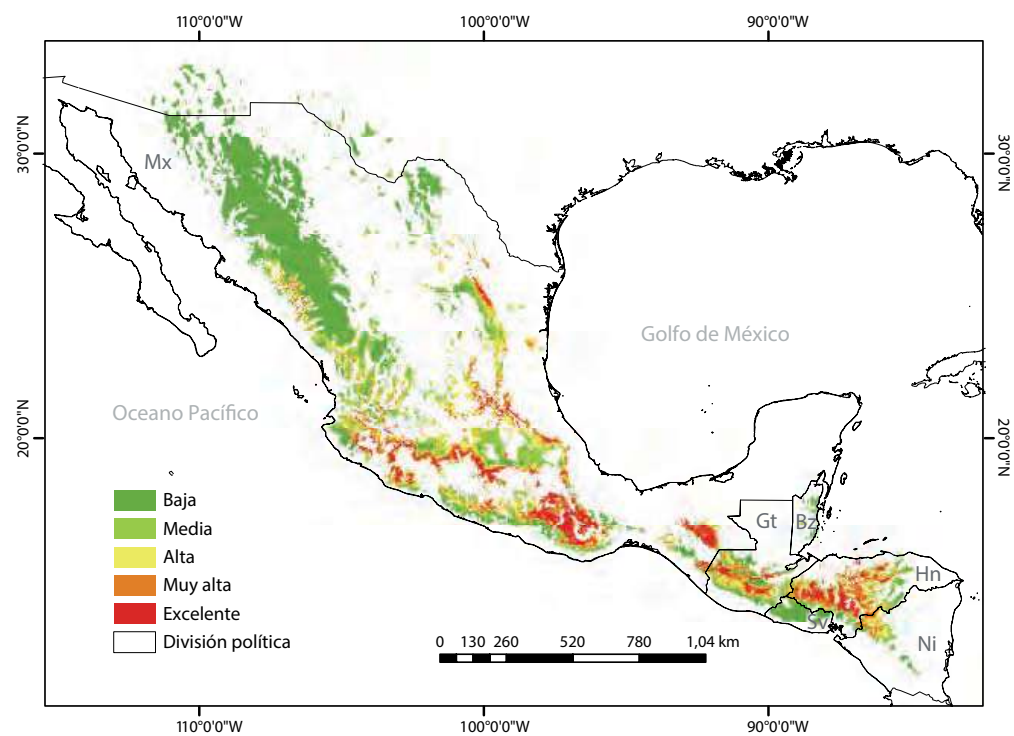 110°0'0"W 100°0'0"W 90°0'0"W
30°0'0"N
30°0'0"N
Mx
Golfo de México
Oceano Pacífico
20°0'0"N
20°0'0"N
Baja
Media
Alta
Muy alta
Excelente
División política
Gt
Bz
Hn
Sv
Ni
0 130 260 520 780 1,04 km
110°0'0"W 100°0'0"W 90°0'0"W